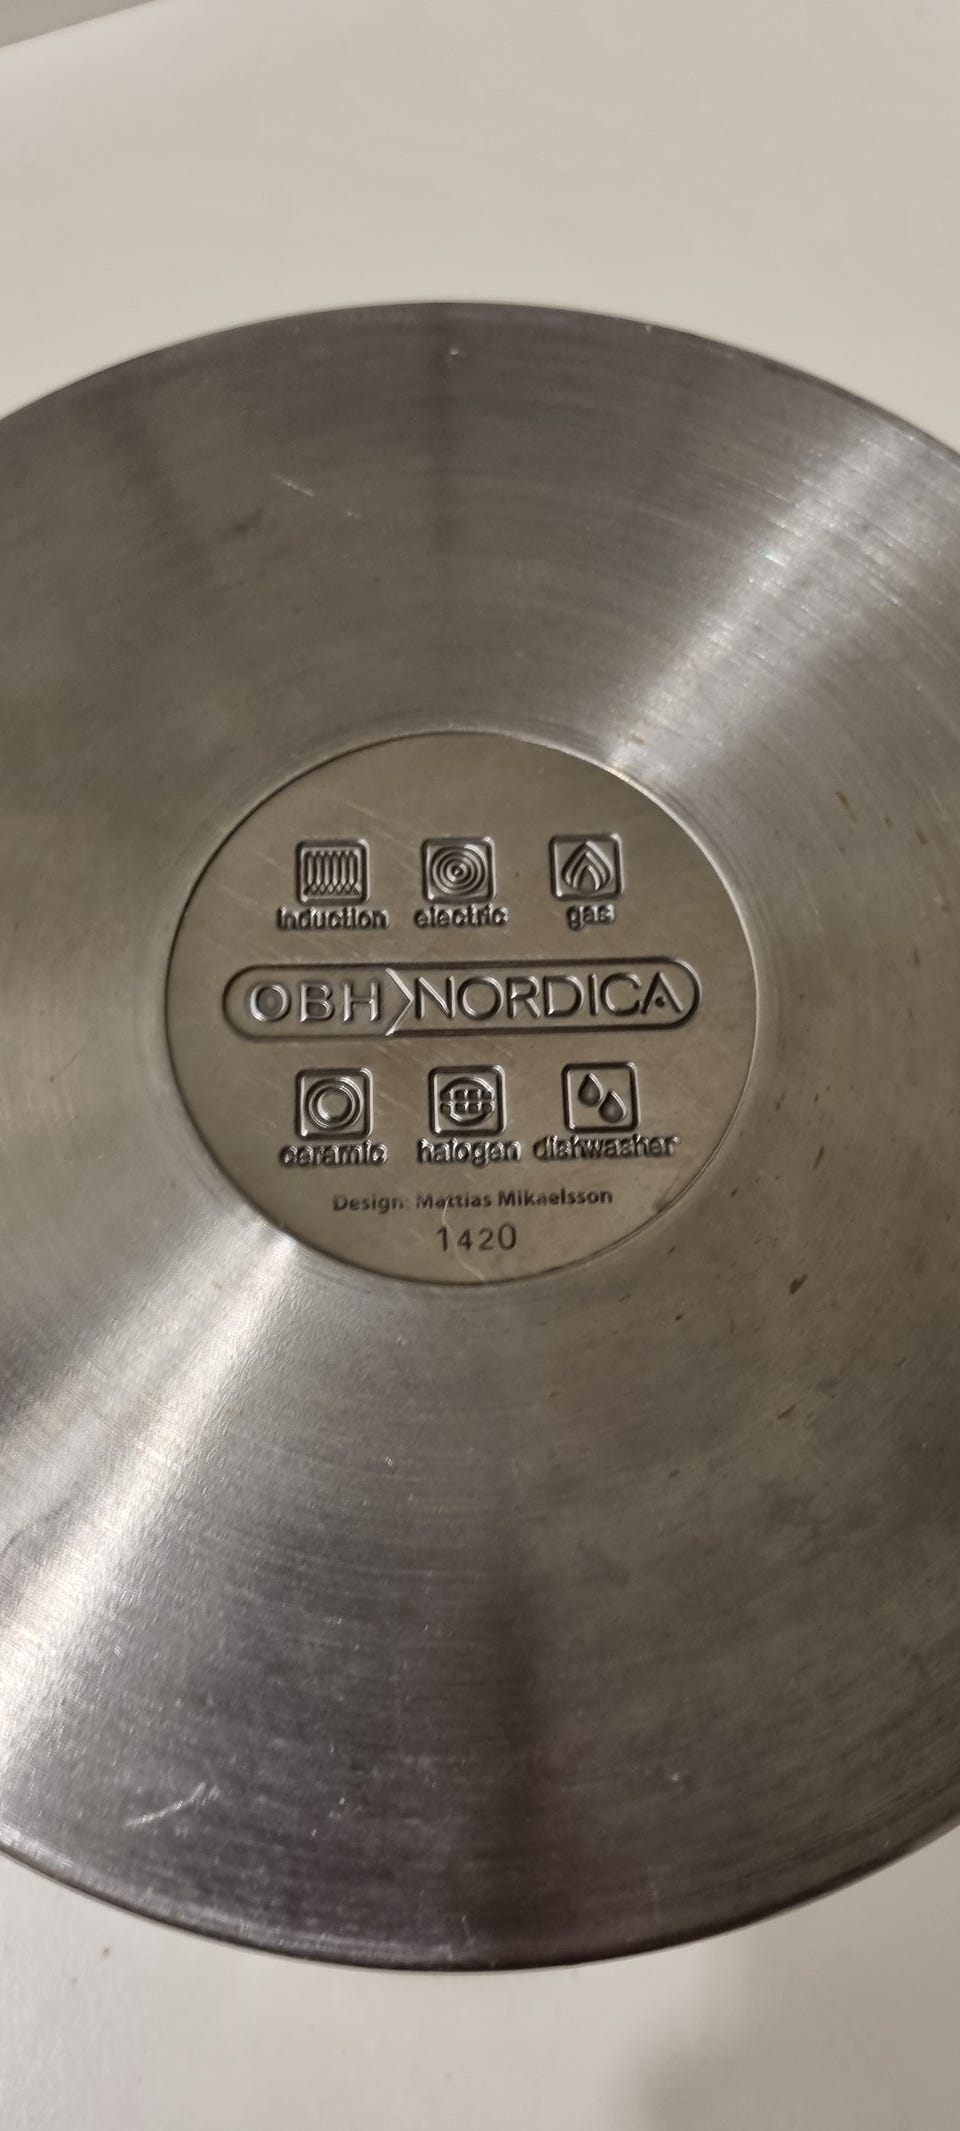 induction electric gas
OBH NORDICA
ceramic halogen dishwasher
Design: Mattias Mikaelsson
1420